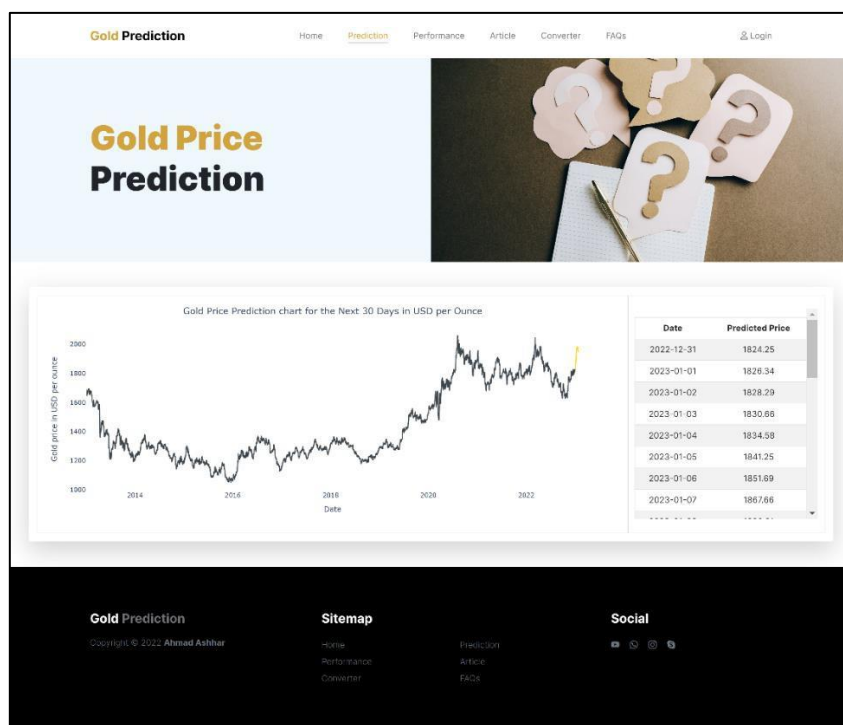 Gold Prediction
Home Prediction Performance Article Converter FAQs
Login
Gold Price
Prediction
Gold Price Prediction chart for the Next 30 Days in USD per Ounce
Gold price in USD per ounce
2000
1800
1600
1400
1200
1000
2014 2016 2018 2020 2022
Date
Date Predicted Price
2022-12-31 1824.25
2023-01-01 1826.34
2023-01-02 1828.29
2023-01-03 1830.66
2023-01-04 1834.58
2023-01-05 1841.25
2023-01-06 1851.69
2023-01-07 1867.66
Gold Prediction
Copyright © 2022 Ahmad Ashhar
Sitemap
Home Prediction
Performance Article
Converter FAQs
Social